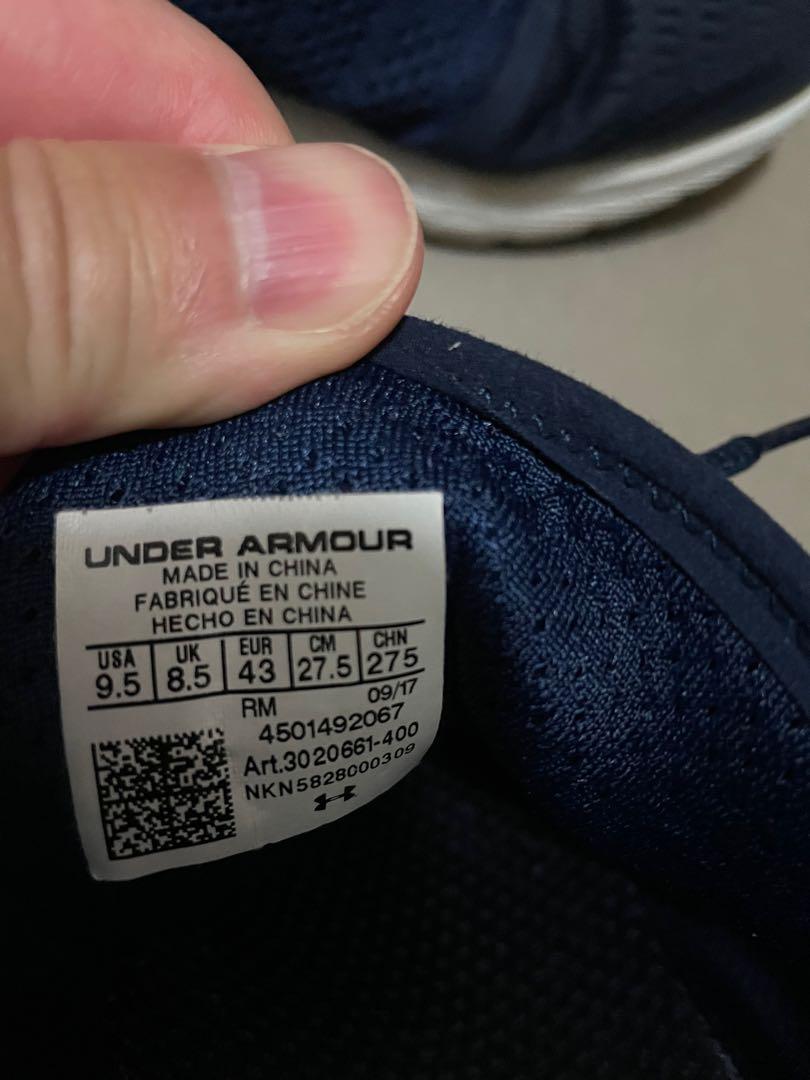 UNDER ARMOUR
MADE IN CHINA
FABRIQUÉ EN CHINE
HECHO EN CHINA
USA UK EUR CM CHN
9.5 8.5 43 27.5 275
RM 09/17
4501492067
Art.3020661-400
NKN5828000309